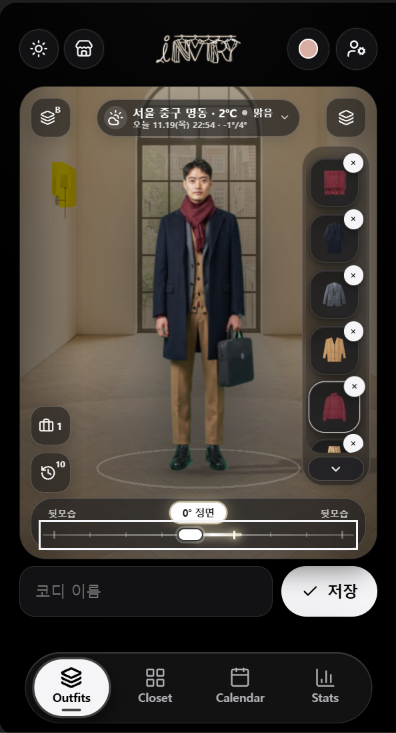 inVTRY
B
서울 중구 명동 • 2°C 맑음
오늘 11.19(목) 22:54 · -1°/4°
1
10
뒷모습
0° 정면
뒷모습
코디 이름
저장
Outfits
Closet
Calendar
Stats